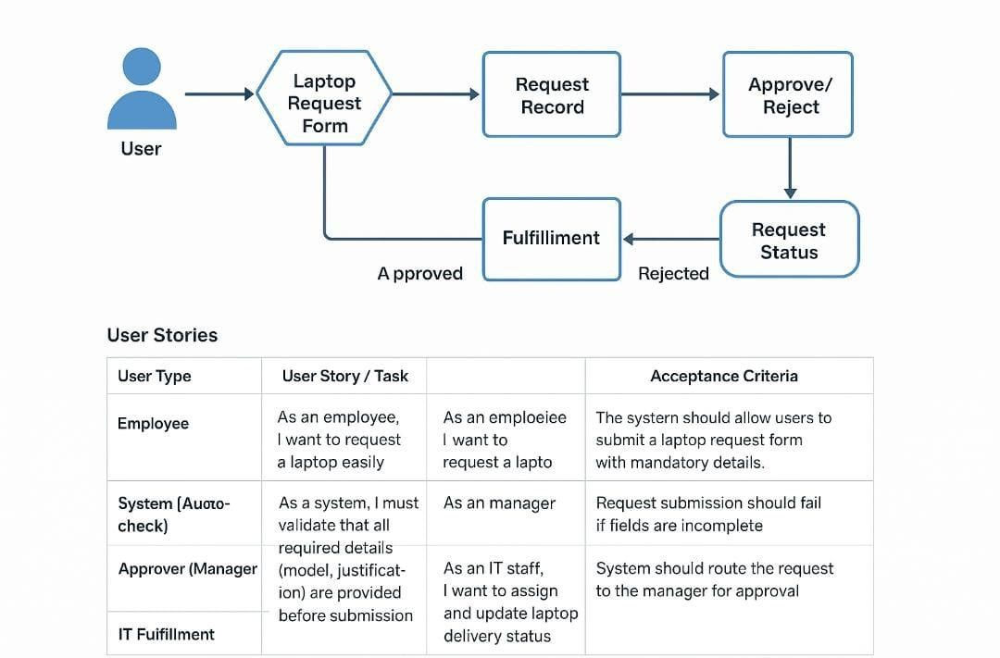 Laptop
Request
Form
Request
Record
Approve/
Reject
User
Fulfilliment
Request
Status
A pproved
Rejected
User Stories
User Type
User Story / Task
Acceptance Criteria
Employee
As an employee,
I want to request
a laptop easily
As an emploeiee
I want to
request a lapto
The systern should allow users to
submit a laptop request form
with mandatory details.
System (Auoto-
check)
As a system, I must
validate that all
required details
(model, justificat-
ion) are provided
before submission
As an manager
Request submission should fail
if fields are incomplete
Approver (Manager
As an IT staff,
I want to assign
and update laptop
delivery status
System should route the request
to the manager for approval
IT Fuifillment